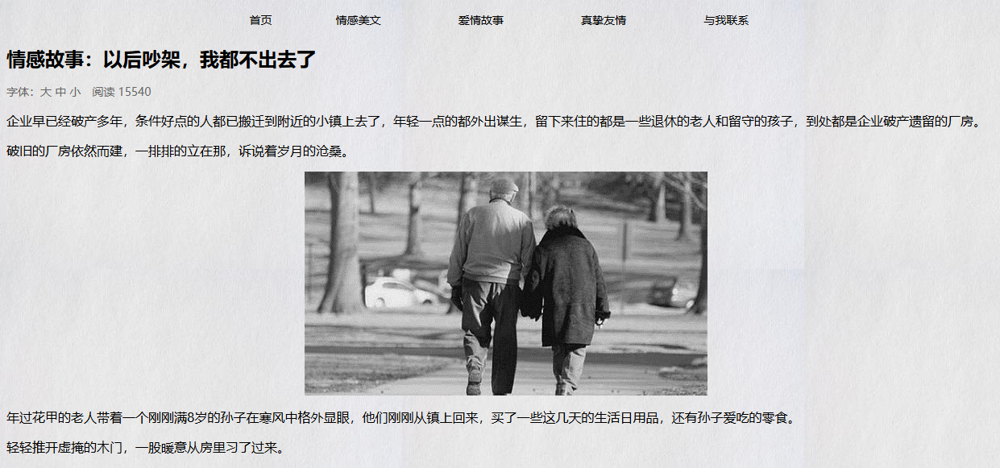 首页 情感美文 爱情故事 真挚友情 与我联系
情感故事：以后吵架，我都不出去了
字体：大 中 小 阅读 15540
企业早已经破产多年，条件好点的人都已搬迁到附近的小镇上去了，年轻一点的都外出谋生，留下来住的都是一些退休的老人和留守的孩子，到处都是企业破产遗留的厂房。
破旧的厂房依然而建，一排排的立在那，诉说着岁月的沧桑。
年过花甲的老人带着一个刚刚满8岁的孙子在寒风中格外显眼，他们刚刚从镇上回来，买了一些这几天的生活日用品，还有孙子爱吃的零食。
轻轻推开虚掩的木门，一股暖意从房里习了过来。